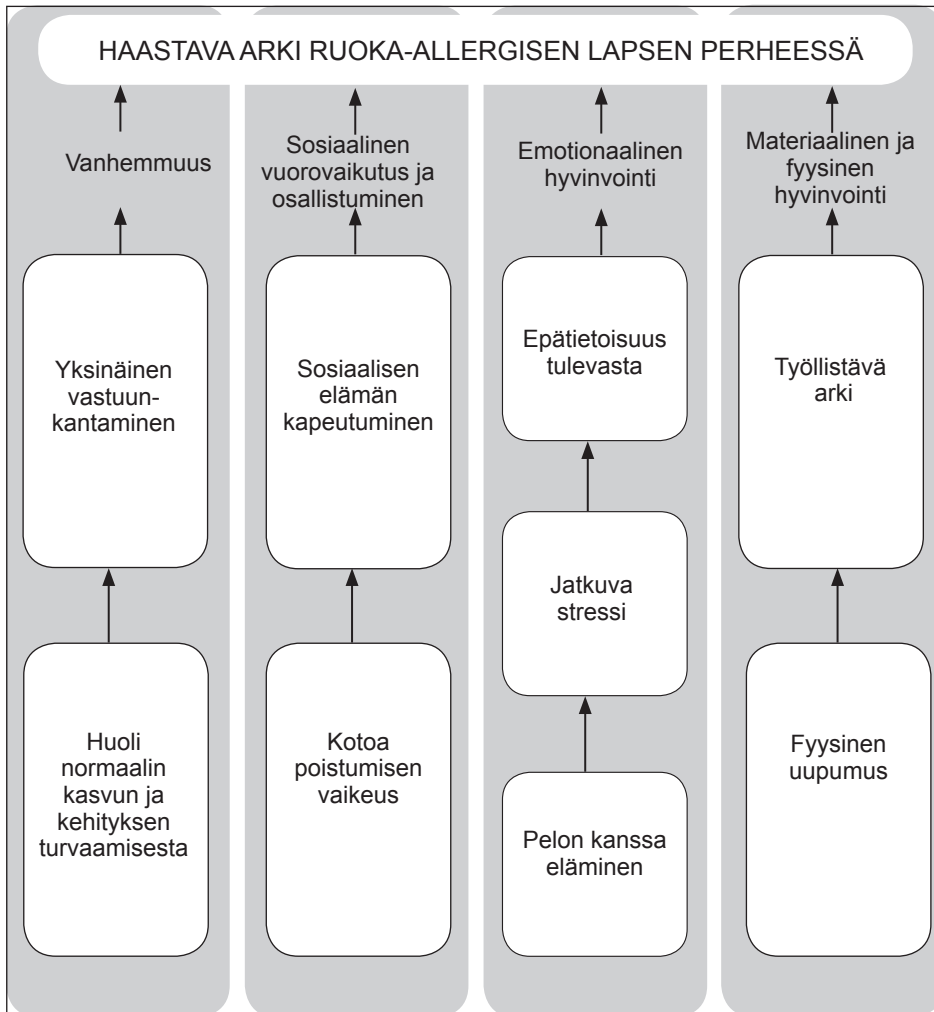 HAASTAVA ARKI RUOKA-ALLERGISEN LAPSEN PERHEESSÄ
Vanhemmuus
Yksinäinen
vastuun-
kantaminen
Huoli
normaalin
kasvun ja
kehityksen
turvaamisesta
Sosiaalinen
vuorovaikutus ja
osallistuminen
Sosiaalisen
elämän
kapeutuminen
Kotoa
poistumisen
vaikeus
Emotionaalinen
hyvinvointi
Epätietoisuus
tulevasta
Jatkuva
stressi
Pelon kanssa
eläminen
Materiaalinen ja
fyysinen
hyvinvointi
Työllistävä
arki
Fyysinen
uupumus